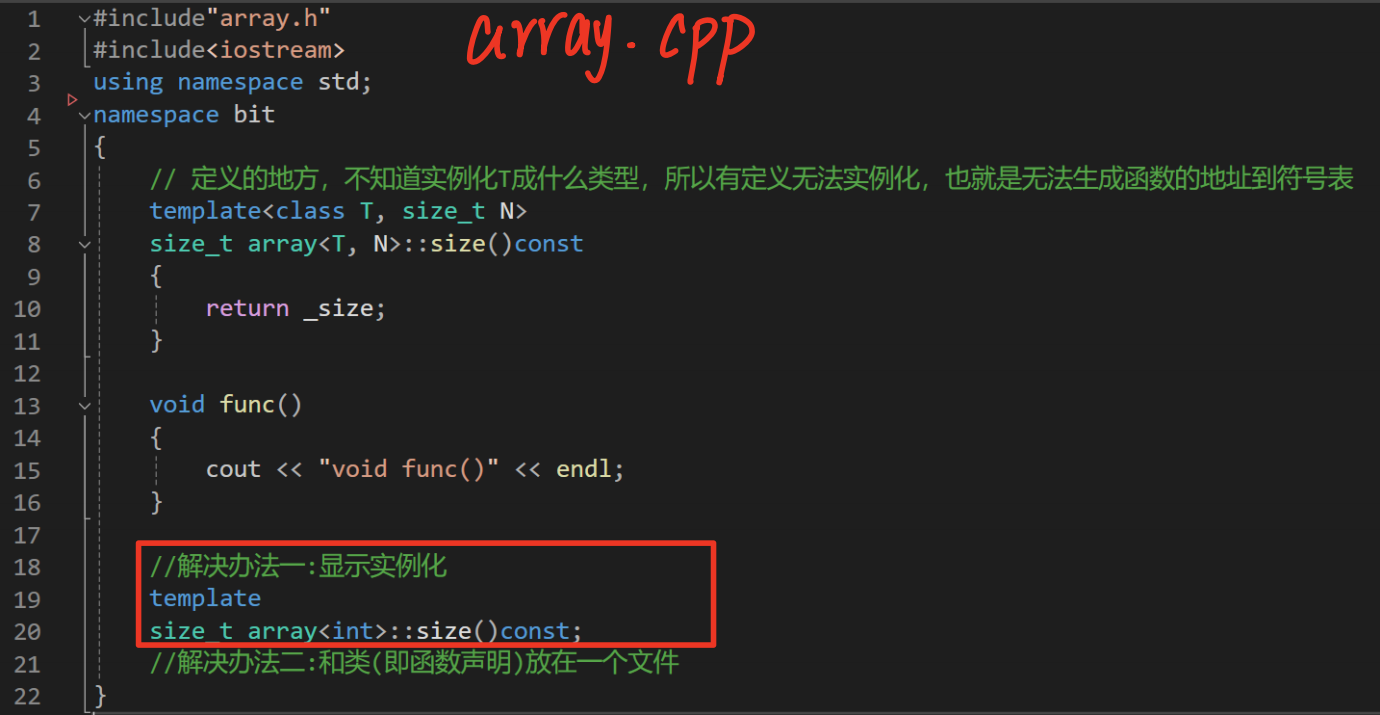 array.cpp
1 #include"array.h"
2 #include<iostream>
3 using namespace std;
4 namespace bit
5 {
6 // 定义的地方，不知道实例化T成什么类型，所以有定义无法实例化，也就是无法生成函数的地址到符号表
7 template<class T, size_t N>
8 size_t array<T, N>::size()const
9 {
10 return _size;
11 }
12
13 void func()
14 {
15 cout << "void func()" << endl;
16 }
17
18 //解决办法一:显示实例化
19 template
20 size_t array<int>::size()const;
21 //解决办法二:和类(即函数声明)放在一个文件
22 }